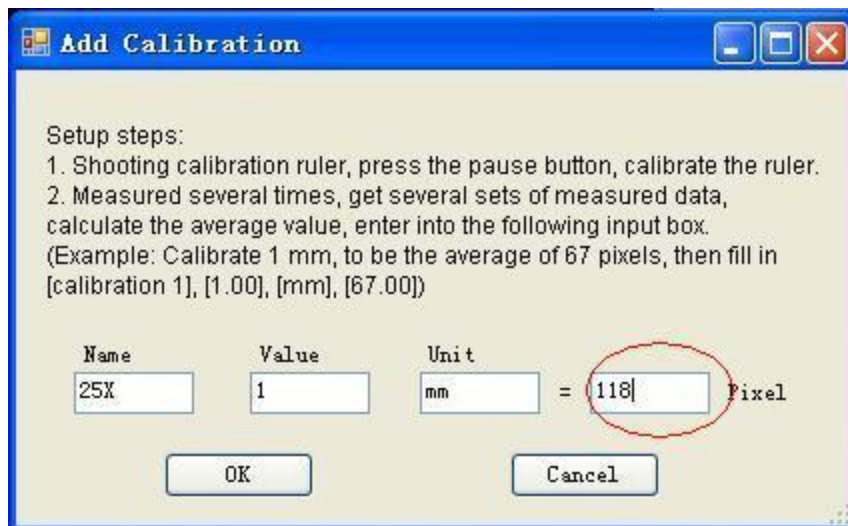 Add Calibration
Setup steps:
1. Shooting calibration ruler, press the pause button, calibrate the ruler.
2. Measured several times, get several sets of measured data,
calculate the average value, enter into the following input box.
(Example: Calibrate 1 mm, to be the average of 67 pixels, then fill in
[calibration 1], [1.00], [mm], [67.00])
Name Value Unit
25X 1 mm = 118 Pixel
OK Cancel